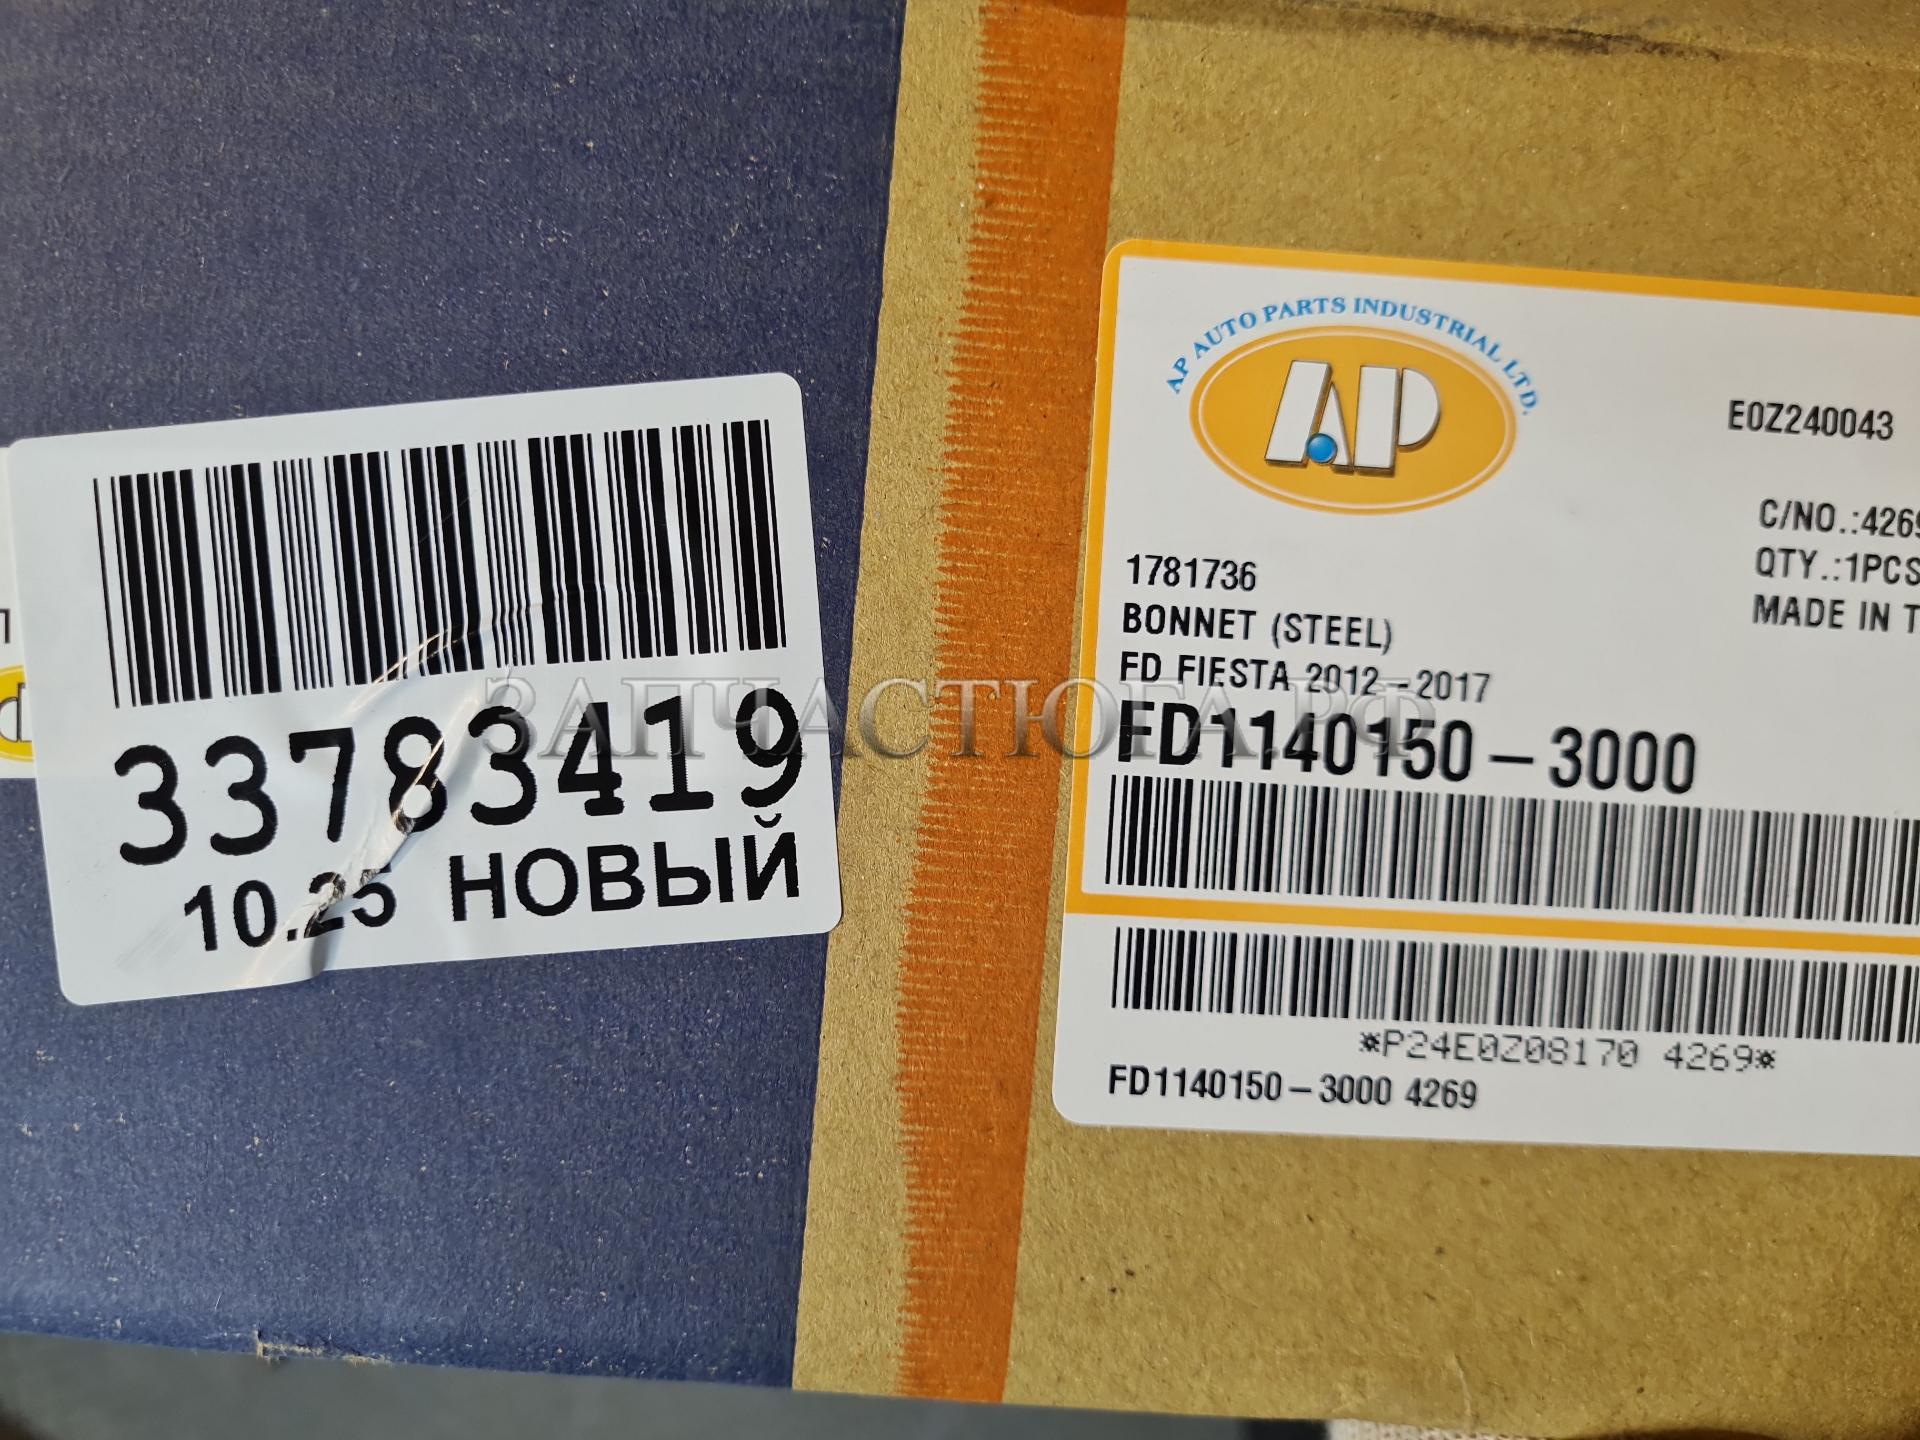 33783419
10.25 НОВЫЙ
AP AUTO PARTS INDUSTRIAL LTD.
AP
E0Z240043
C/NO.:4269
QTY.:1PCS
MADE IN T
1781736
BONNET (STEEL)
FD FIESTA 2012-2017
FD1140150-3000
*P24E0Z08170 4269*
FD1140150-3000 4269
ЗАПЧАСТЮГА.РФ